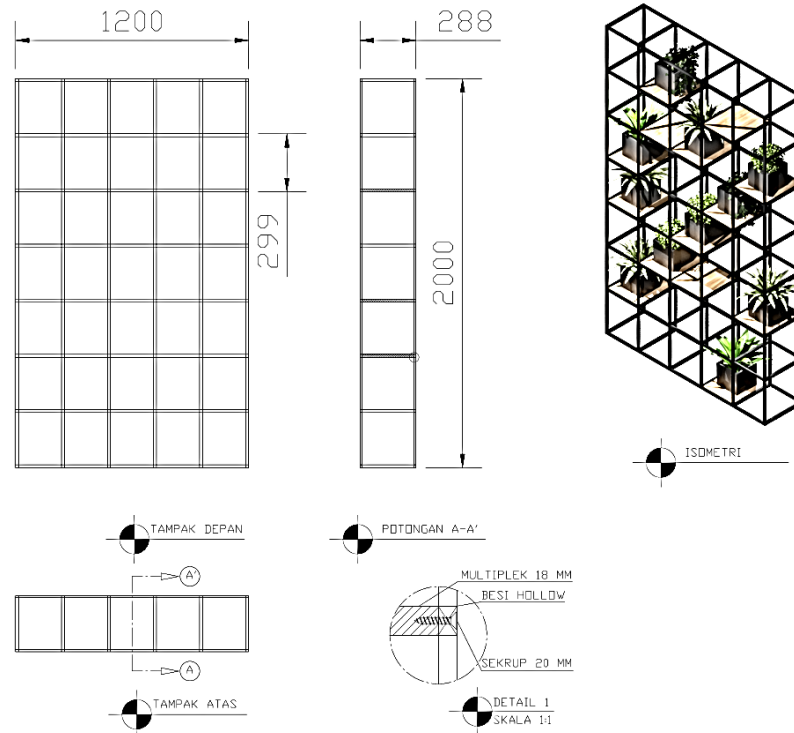 1200
288
299
2000
ISOMETRI
TAMPAK DEPAN
POTONGAN A-A'
A'
A
TAMPAK ATAS
MULTIPLEK 18 MM
BESI HOLLOW
SEKRUP 20 MM
DETAIL 1
SKALA 1:1